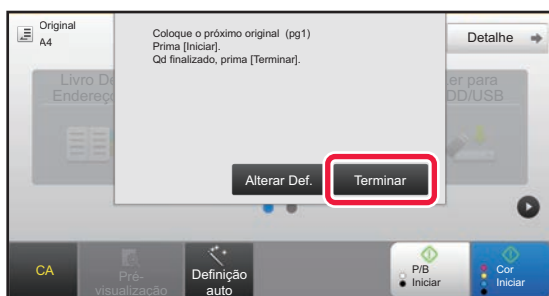 Original
A4
Coloque o próximo original (pg1)
Prima [Iniciar].
Qd finalizado, prima [Terminar].
Detalhe
Livro De
Endereço
er para
DD/USB
Alterar Def.
Terminar
CA
Pré-
visualização
Definição
auto
P/B
Iniciar
Cor
Iniciar